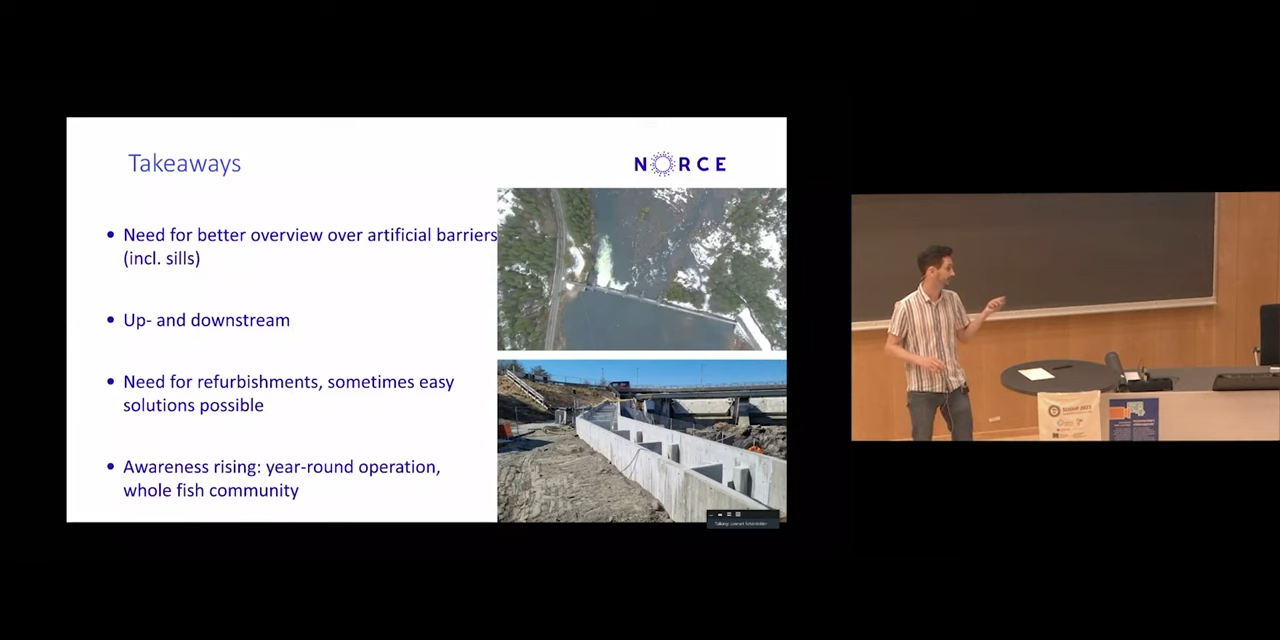 Takeaways
NORCE
• Need for better overview over artificial barriers
(incl. sills)
• Up- and downstream
• Need for refurbishments, sometimes easy
solutions possible
• Awareness rising: year-round operation,
whole fish community